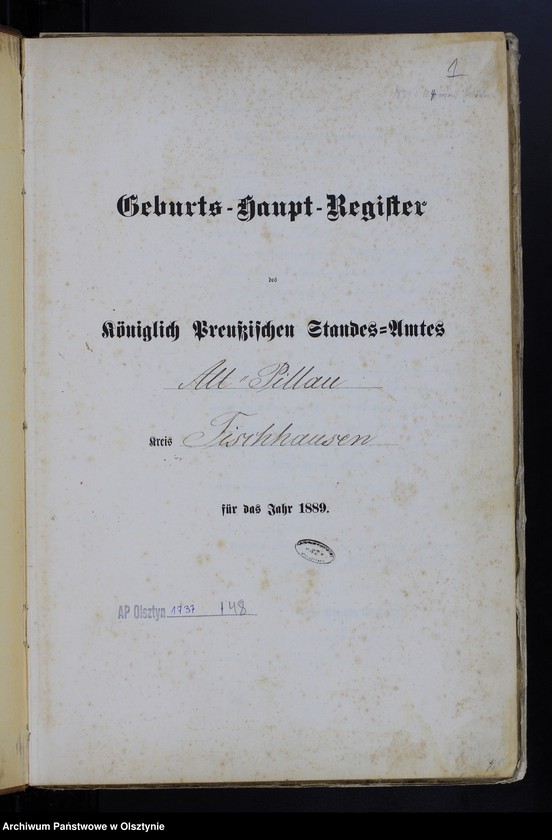 1
Geburts-Haupt-Register
des
Königlich Preußischen Standes-Amtes
Alt-Pillau
Kreis Fischhausen
für das Jahr 1889.
AP Olsztyn 1737 148
Archiwum Państwowe w Olsztynie